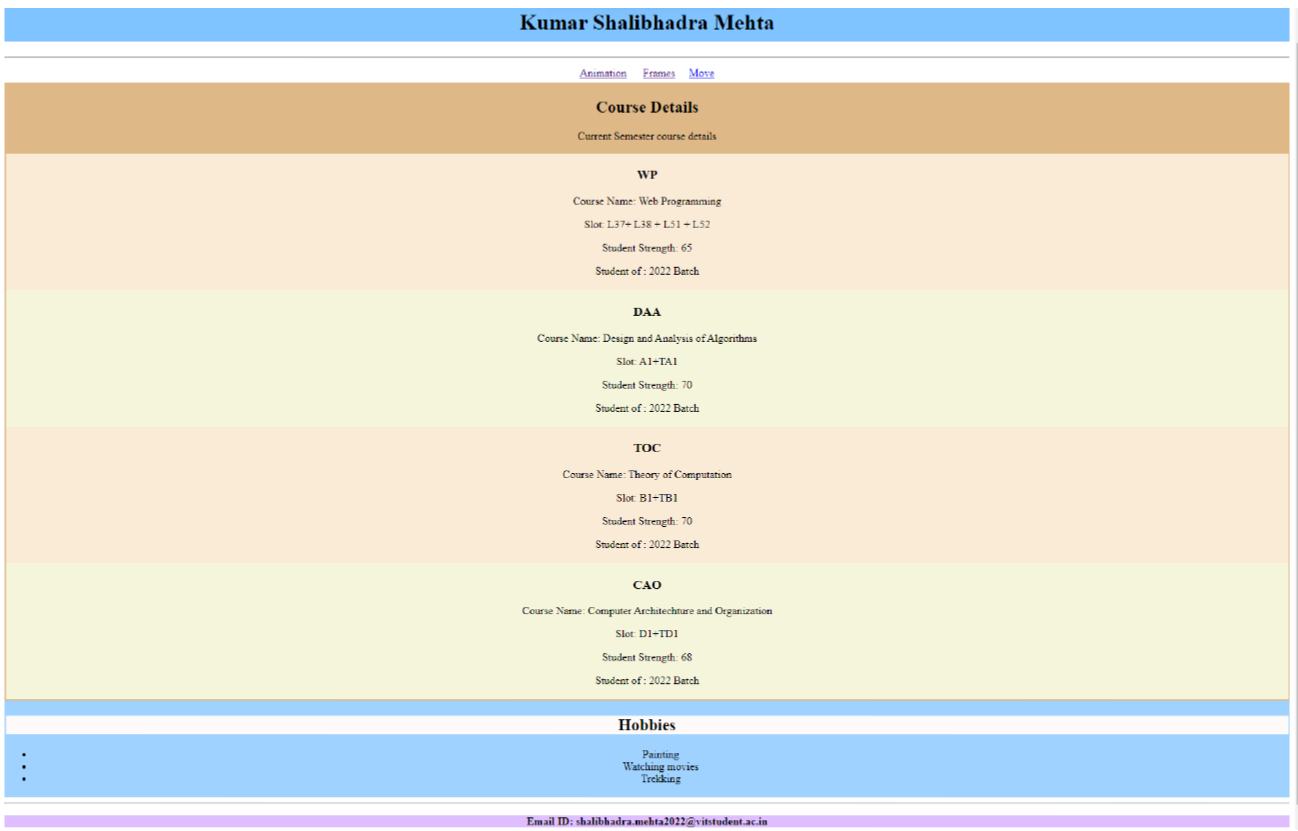 Kumar Shalibhadra Mehta
Animation Frames Move
Course Details
Current Semester course details
WP
Course Name: Web Programming
Slot: L37+ L38 + L51 + L52
Student Strength: 65
Student of : 2022 Batch
DAA
Course Name: Design and Analysis of Algorithms
Slot: A1+TA1
Student Strength: 70
Student of : 2022 Batch
TOC
Course Name: Theory of Computation
Slot: B1+TB1
Student Strength: 70
Student of : 2022 Batch
CAO
Course Name: Computer Architechture and Organization
Slot: D1+TD1
Student Strength: 68
Student of : 2022 Batch
Hobbies
• Painting
• Watching movies
• Trekking
Email ID: shalibhadra.mehta2022@vitstudent.ac.in